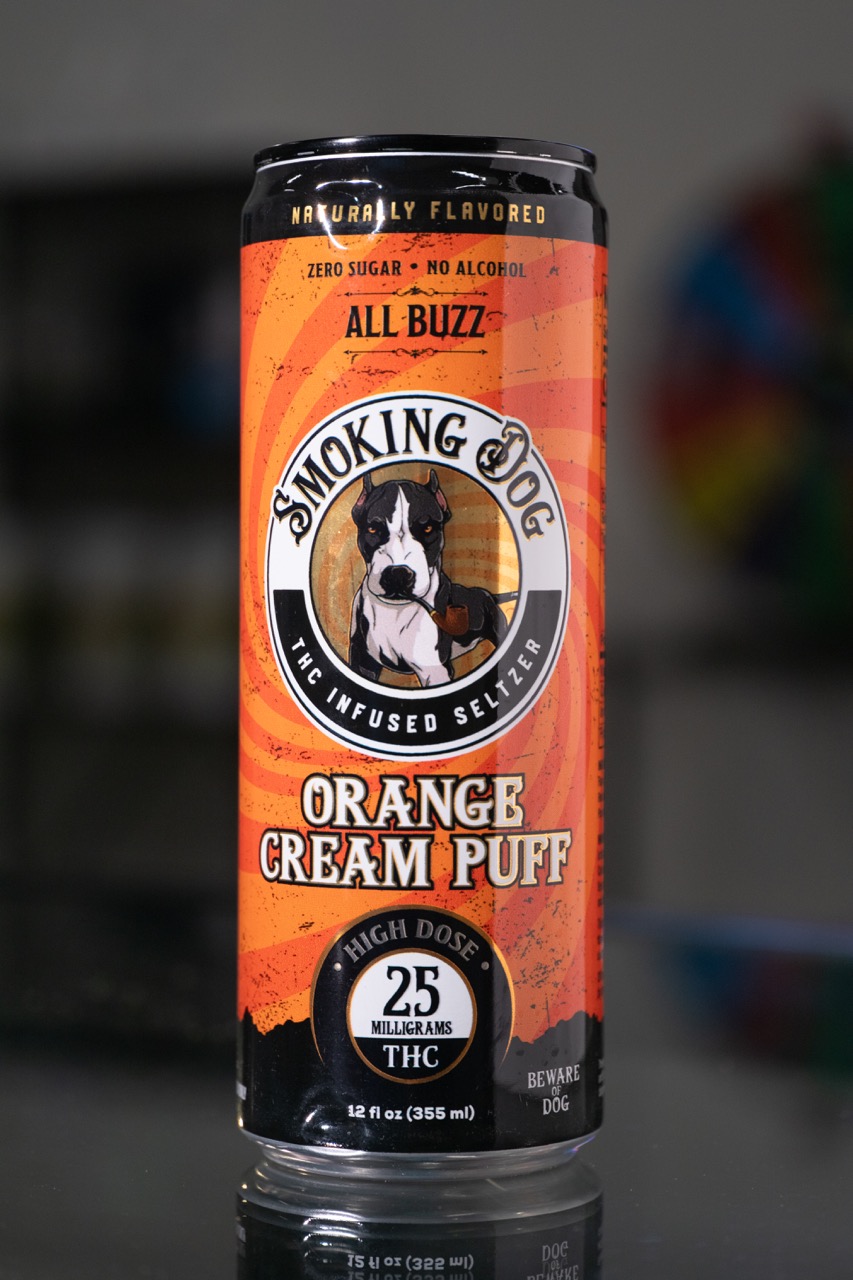 NATURALLY FLAVORED
ZERO SUGAR • NO ALCOHOL
ALL BUZZ
SMOKING DOG
THC INFUSED SELTZER
ORANGE
CREAM PUFF
• HIGH DOSE •
25
MILLIGRAMS
THC
BEWARE
OF
DOG
12 fl oz (355 ml)